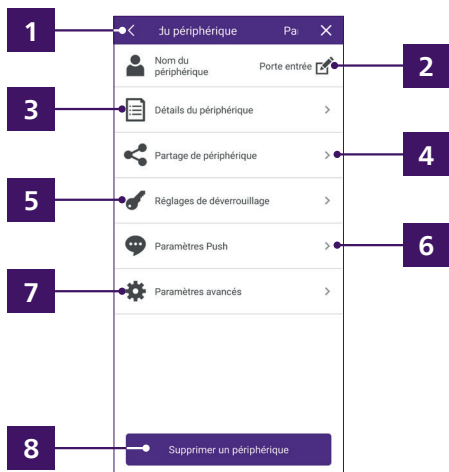 1
du périphérique Pa
Nom du
périphérique
Porte entrée
2
3
Détails du périphérique
Partage de périphérique
4
5
Réglages de déverrouillage
Paramètres Push
6
7
Paramètres avancés
8
Supprimer un périphérique